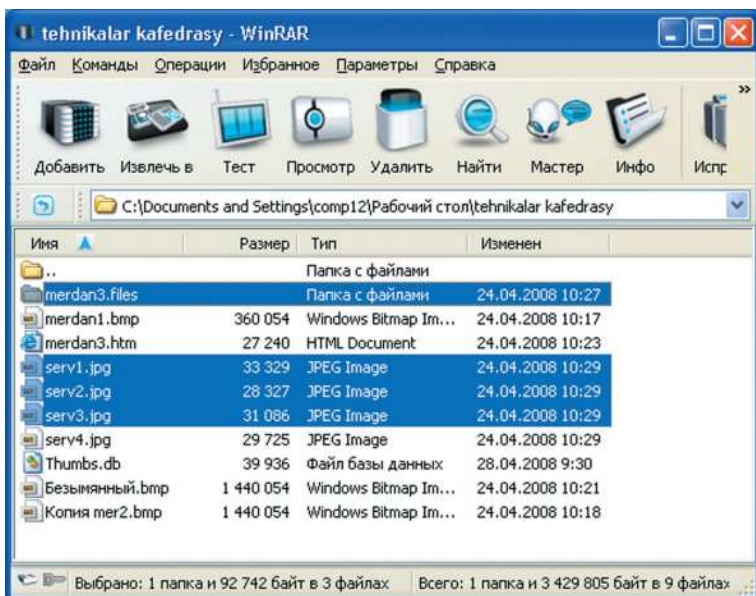 tehnikalar kafedrasy - WinRAR
Файл Команды Операции Избранное Параметры Справка
»
Добавить Извлечь в Тест Просмотр Удалить Найти Мастер Инфо Испр
C:\Documents and Settings\comp12\Рабочий стол\tehnikalar kafedrasy
Имя Размер Тип Изменен
.. Папка с файлами
merdan3.files Папка с файлами 24.04.2008 10:27
merdan1.bmp 360 054 Windows Bitmap Im... 24.04.2008 10:17
merdan3.htm 27 240 HTML Document 24.04.2008 10:23
serv1.jpg 33 329 JPEG Image 24.04.2008 10:29
serv2.jpg 28 327 JPEG Image 24.04.2008 10:29
serv3.jpg 31 086 JPEG Image 24.04.2008 10:29
serv4.jpg 29 725 JPEG Image 24.04.2008 10:29
Thumbs.db 39 936 Файл базы данных 28.04.2008 9:30
Безымянный.bmp 1 440 054 Windows Bitmap Im... 24.04.2008 10:21
Копия mer2.bmp 1 440 054 Windows Bitmap Im... 24.04.2008 10:18
Выбрано: 1 папка и 92 742 байт в 3 файлах Всего: 1 папка и 3 429 805 байт в 9 файлах